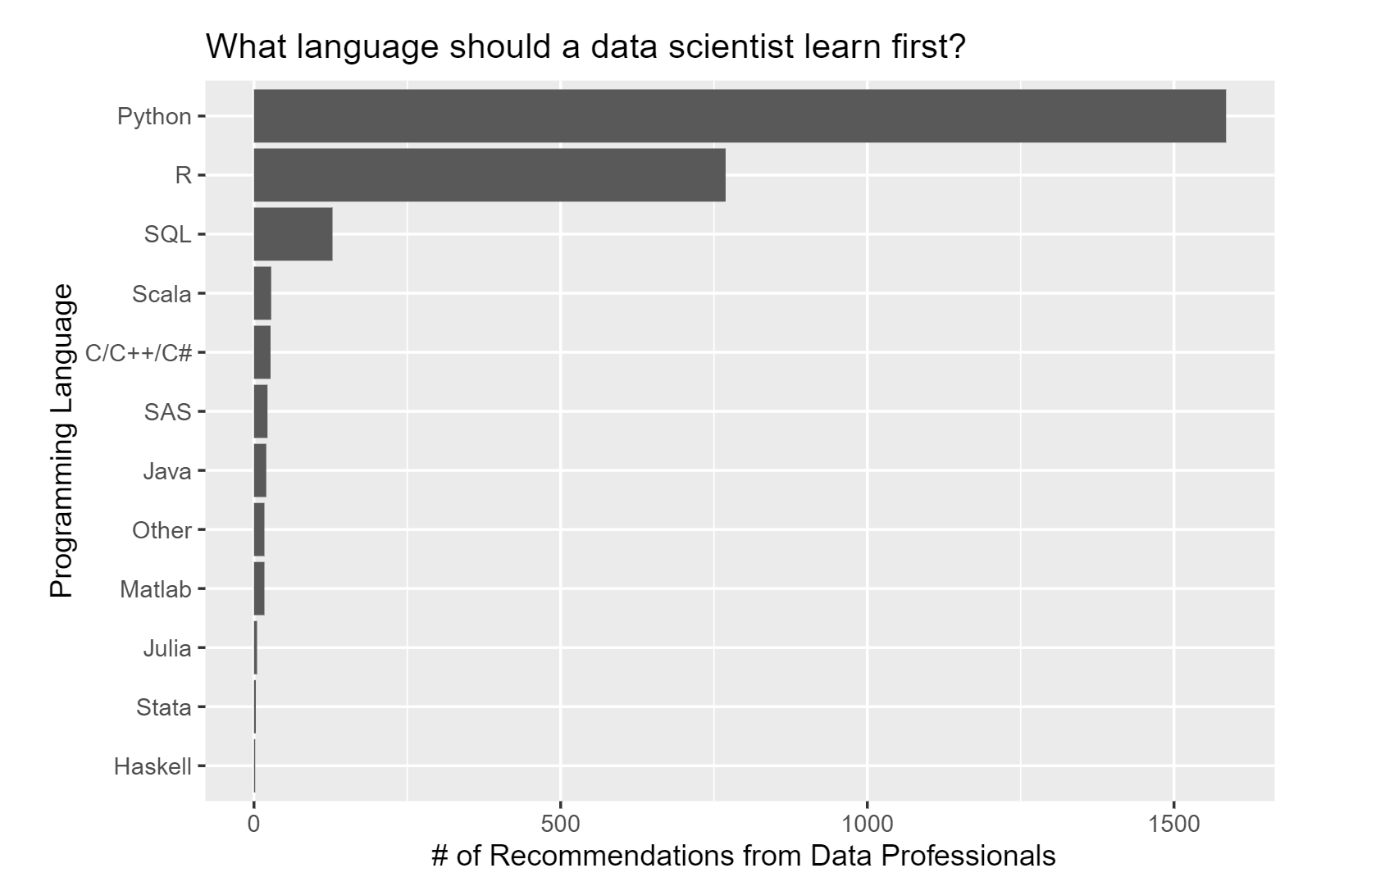 What language should a data scientist learn first?
Python
R
SQL
Scala
C/C++/C#
SAS
Java
Other
Matlab
Julia
Stata
Haskell
Programming Language
0 500 1000 1500
# of Recommendations from Data Professionals